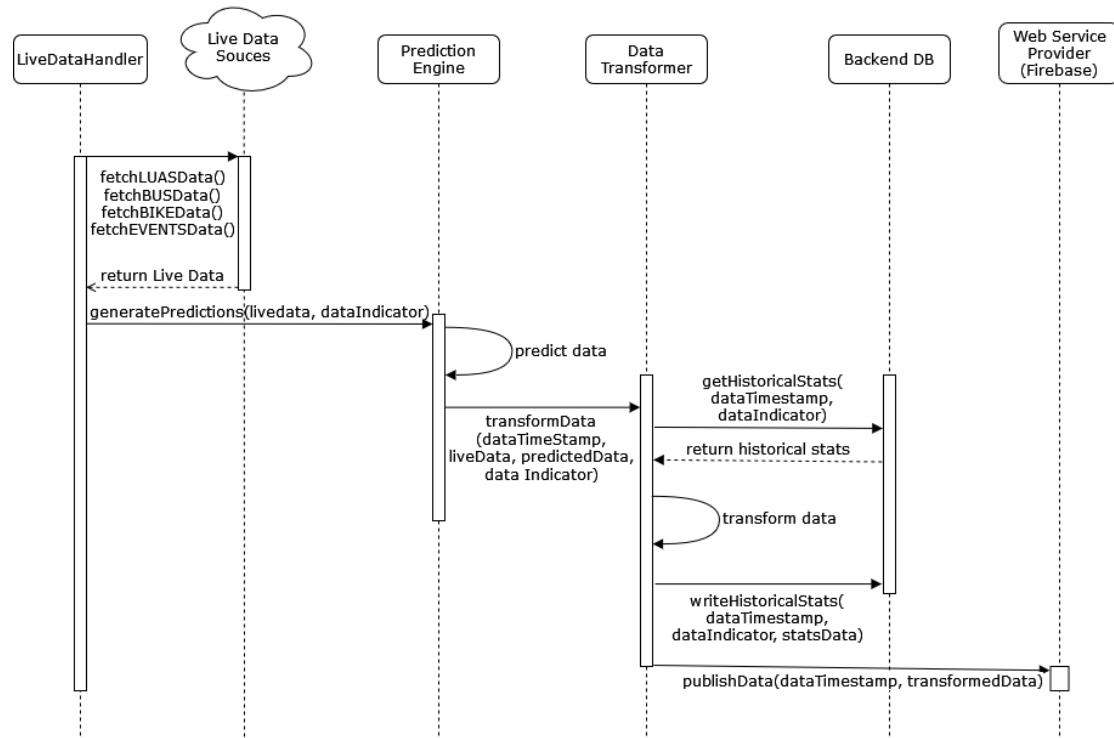 LiveDataHandler
Live Data
Souces
Prediction
Engine
Data
Transformer
Backend DB
Web Service
Provider
(Firebase)
fetchLUASData()
fetchBUSData()
fetchBIKEData()
fetchEVENTSData()
return Live Data
generatePredictions(livedata, dataIndicator)
predict data
transformData
(dataTimeStamp,
liveData, predictedData,
data Indicator)
getHistoricalStats(
dataTimestamp,
dataIndicator)
return historical stats
transform data
writeHistoricalStats(
dataTimestamp,
dataIndicator, statsData)
publishData(dataTimestamp, transformedData)